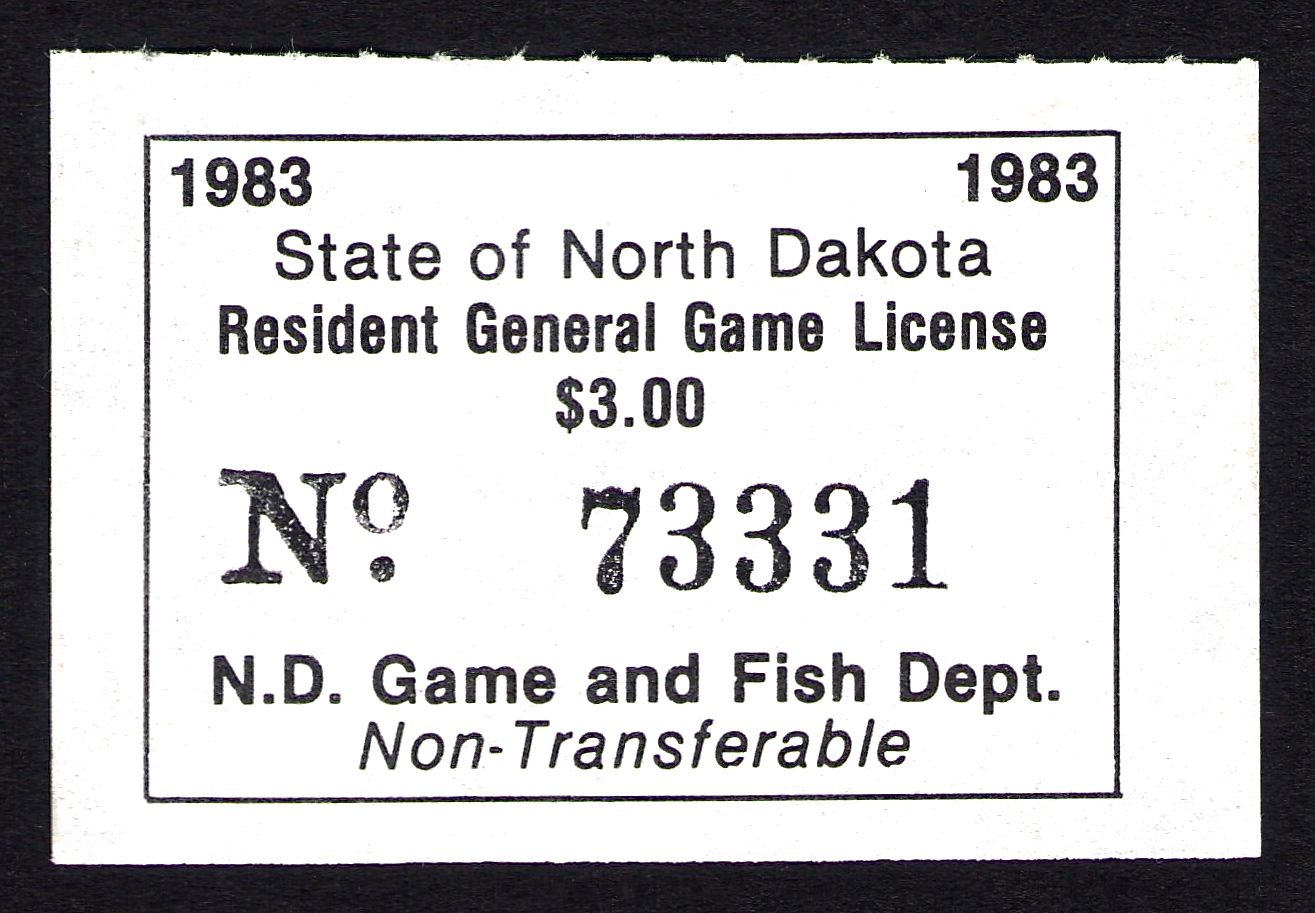 1983 1983
State of North Dakota
Resident General Game License
$3.00
No. 73331
N.D. Game and Fish Dept.
Non-Transferable